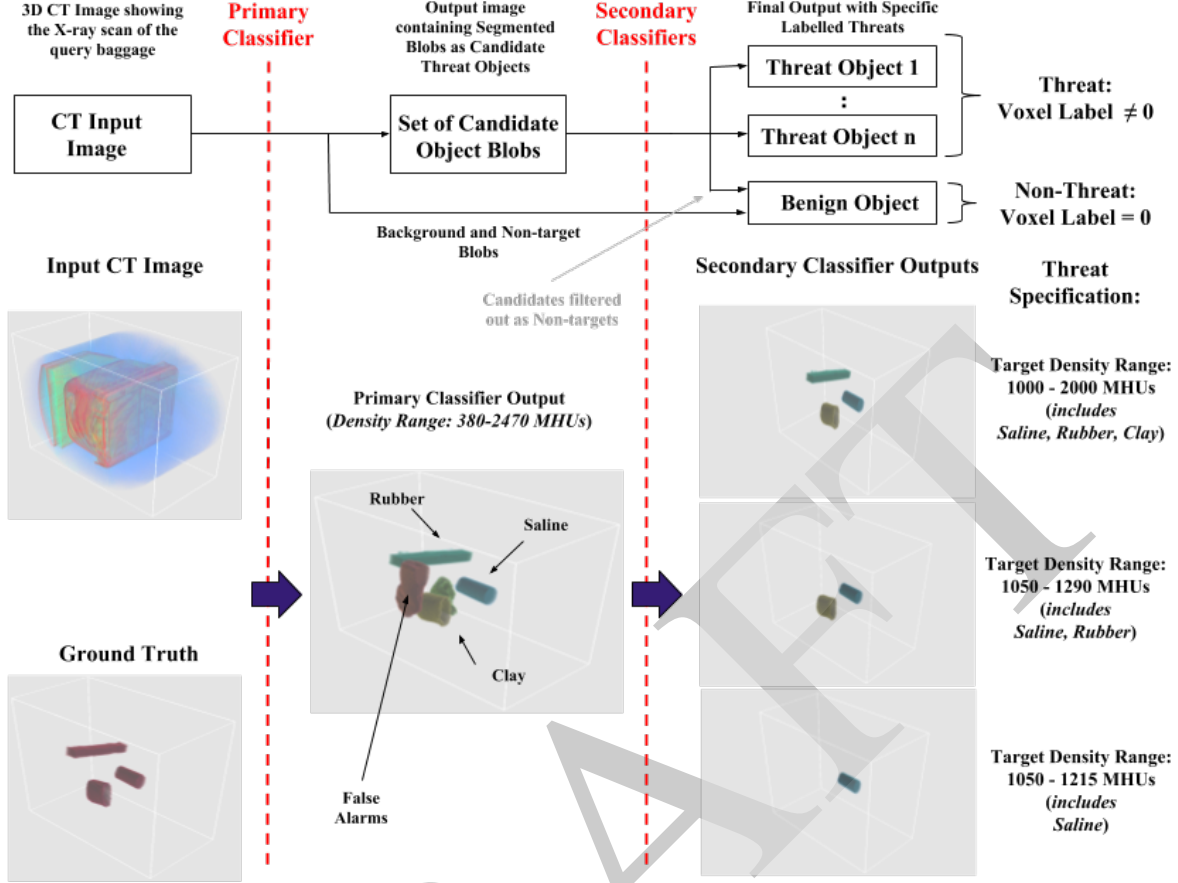 3D CT Image showing
the X-ray scan of the
query baggage
Primary
Classifier
Output image
containing Segmented
Blobs as Candidate
Threat Objects
Secondary
Classifiers
Final Output with Specific
Labelled Threats
CT Input
Image
Set of Candidate
Object Blobs
Threat Object 1
:
Threat Object n
Benign Object
Threat:
Voxel Label ≠ 0
Non-Threat:
Voxel Label = 0
Background and Non-target
Blobs
Candidates filtered
out as Non-targets
Input CT Image
Secondary Classifier Outputs
Threat
Specification:
Primary Classifier Output
(Density Range: 380-2470 MHUs)
Rubber
Saline
Clay
False
Alarms
Ground Truth
Target Density Range:
1000 - 2000 MHUs
(includes
Saline, Rubber, Clay)
Target Density Range:
1050 - 1290 MHUs
(includes
Saline, Rubber)
Target Density Range:
1050 - 1215 MHUs
(includes
Saline)
AFT